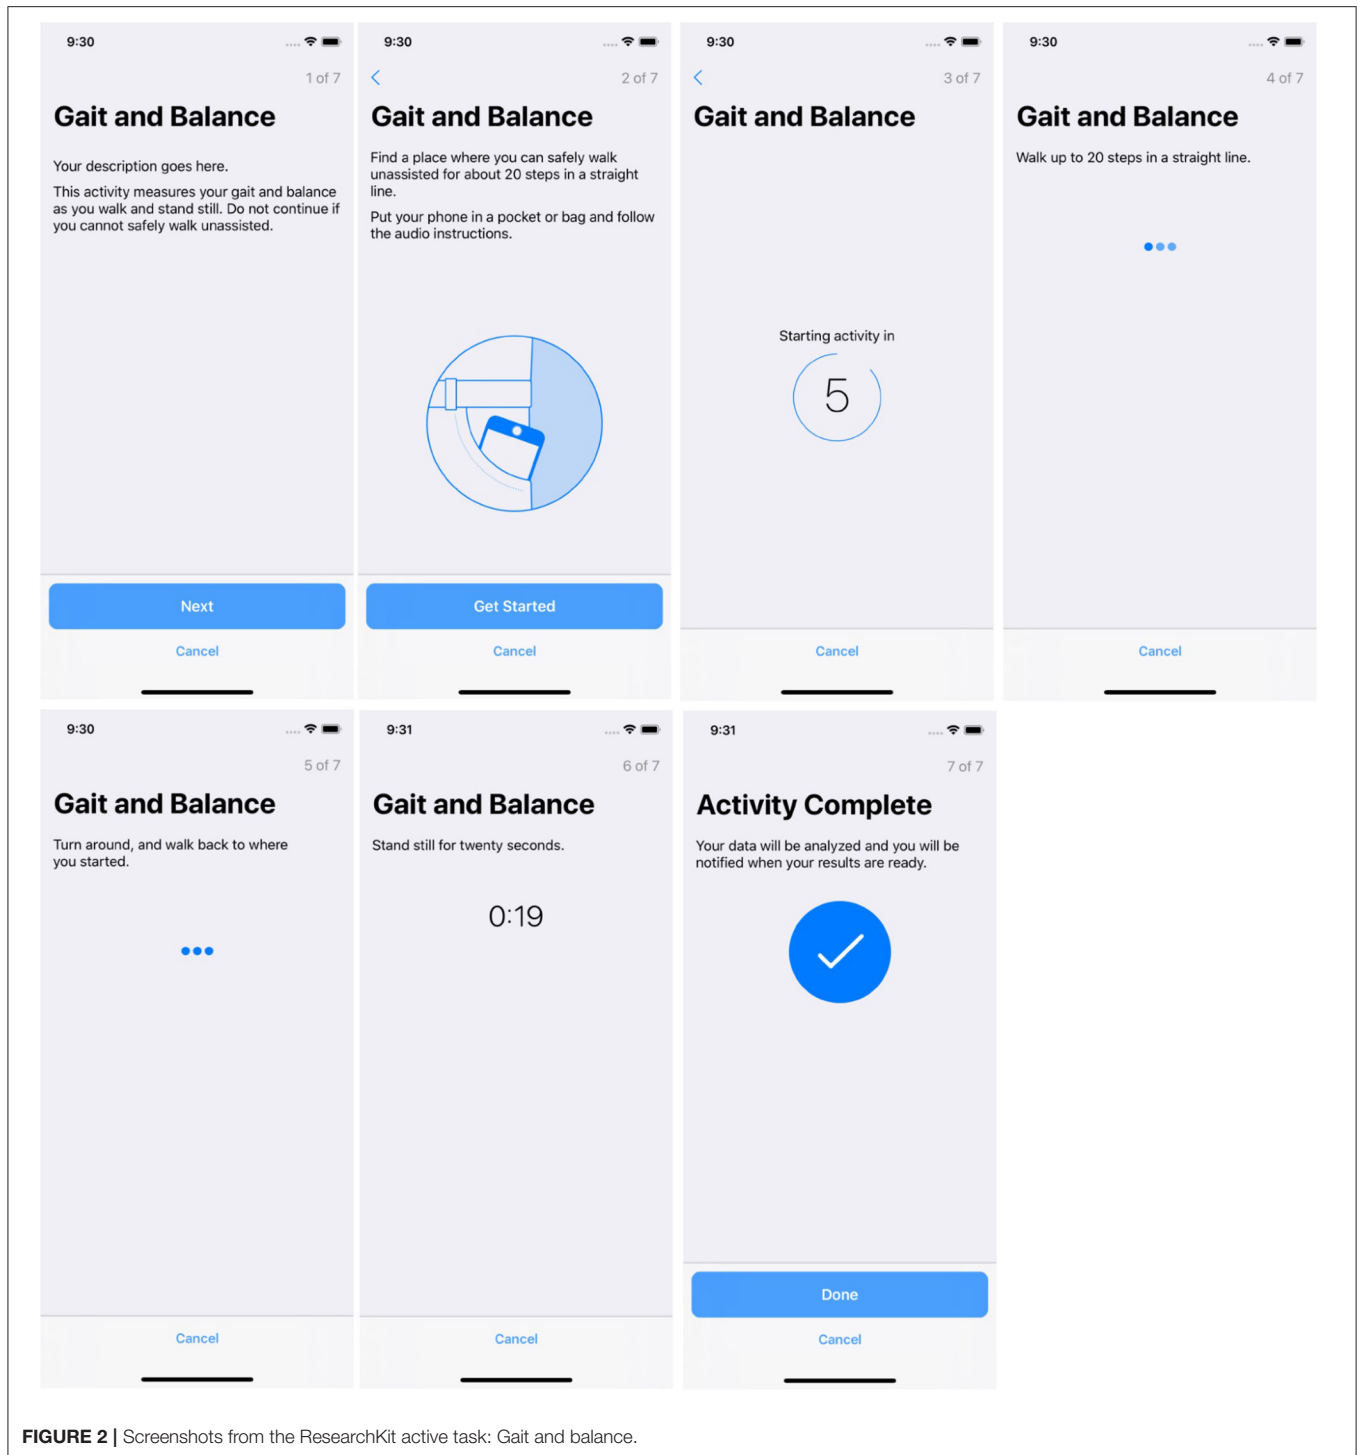 9:30
1 of 7
Gait and Balance
Your description goes here.
This activity measures your gait and balance
as you walk and stand still. Do not continue if
you cannot safely walk unassisted.
Next
Cancel
9:30
2 of 7
Gait and Balance
Find a place where you can safely walk
unassisted for about 20 steps in a straight
line.
Put your phone in a pocket or bag and follow
the audio instructions.
Get Started
Cancel
9:30
3 of 7
Gait and Balance
Starting activity in
5
Cancel
9:30
4 of 7
Gait and Balance
Walk up to 20 steps in a straight line.
Cancel
9:30
5 of 7
Gait and Balance
Turn around, and walk back to where
you started.
Cancel
9:31
6 of 7
Gait and Balance
Stand still for twenty seconds.
0:19
Cancel
9:31
7 of 7
Activity Complete
Your data will be analyzed and you will be
notified when your results are ready.
Done
Cancel
FIGURE 2 | Screenshots from the ResearchKit active task: Gait and balance.